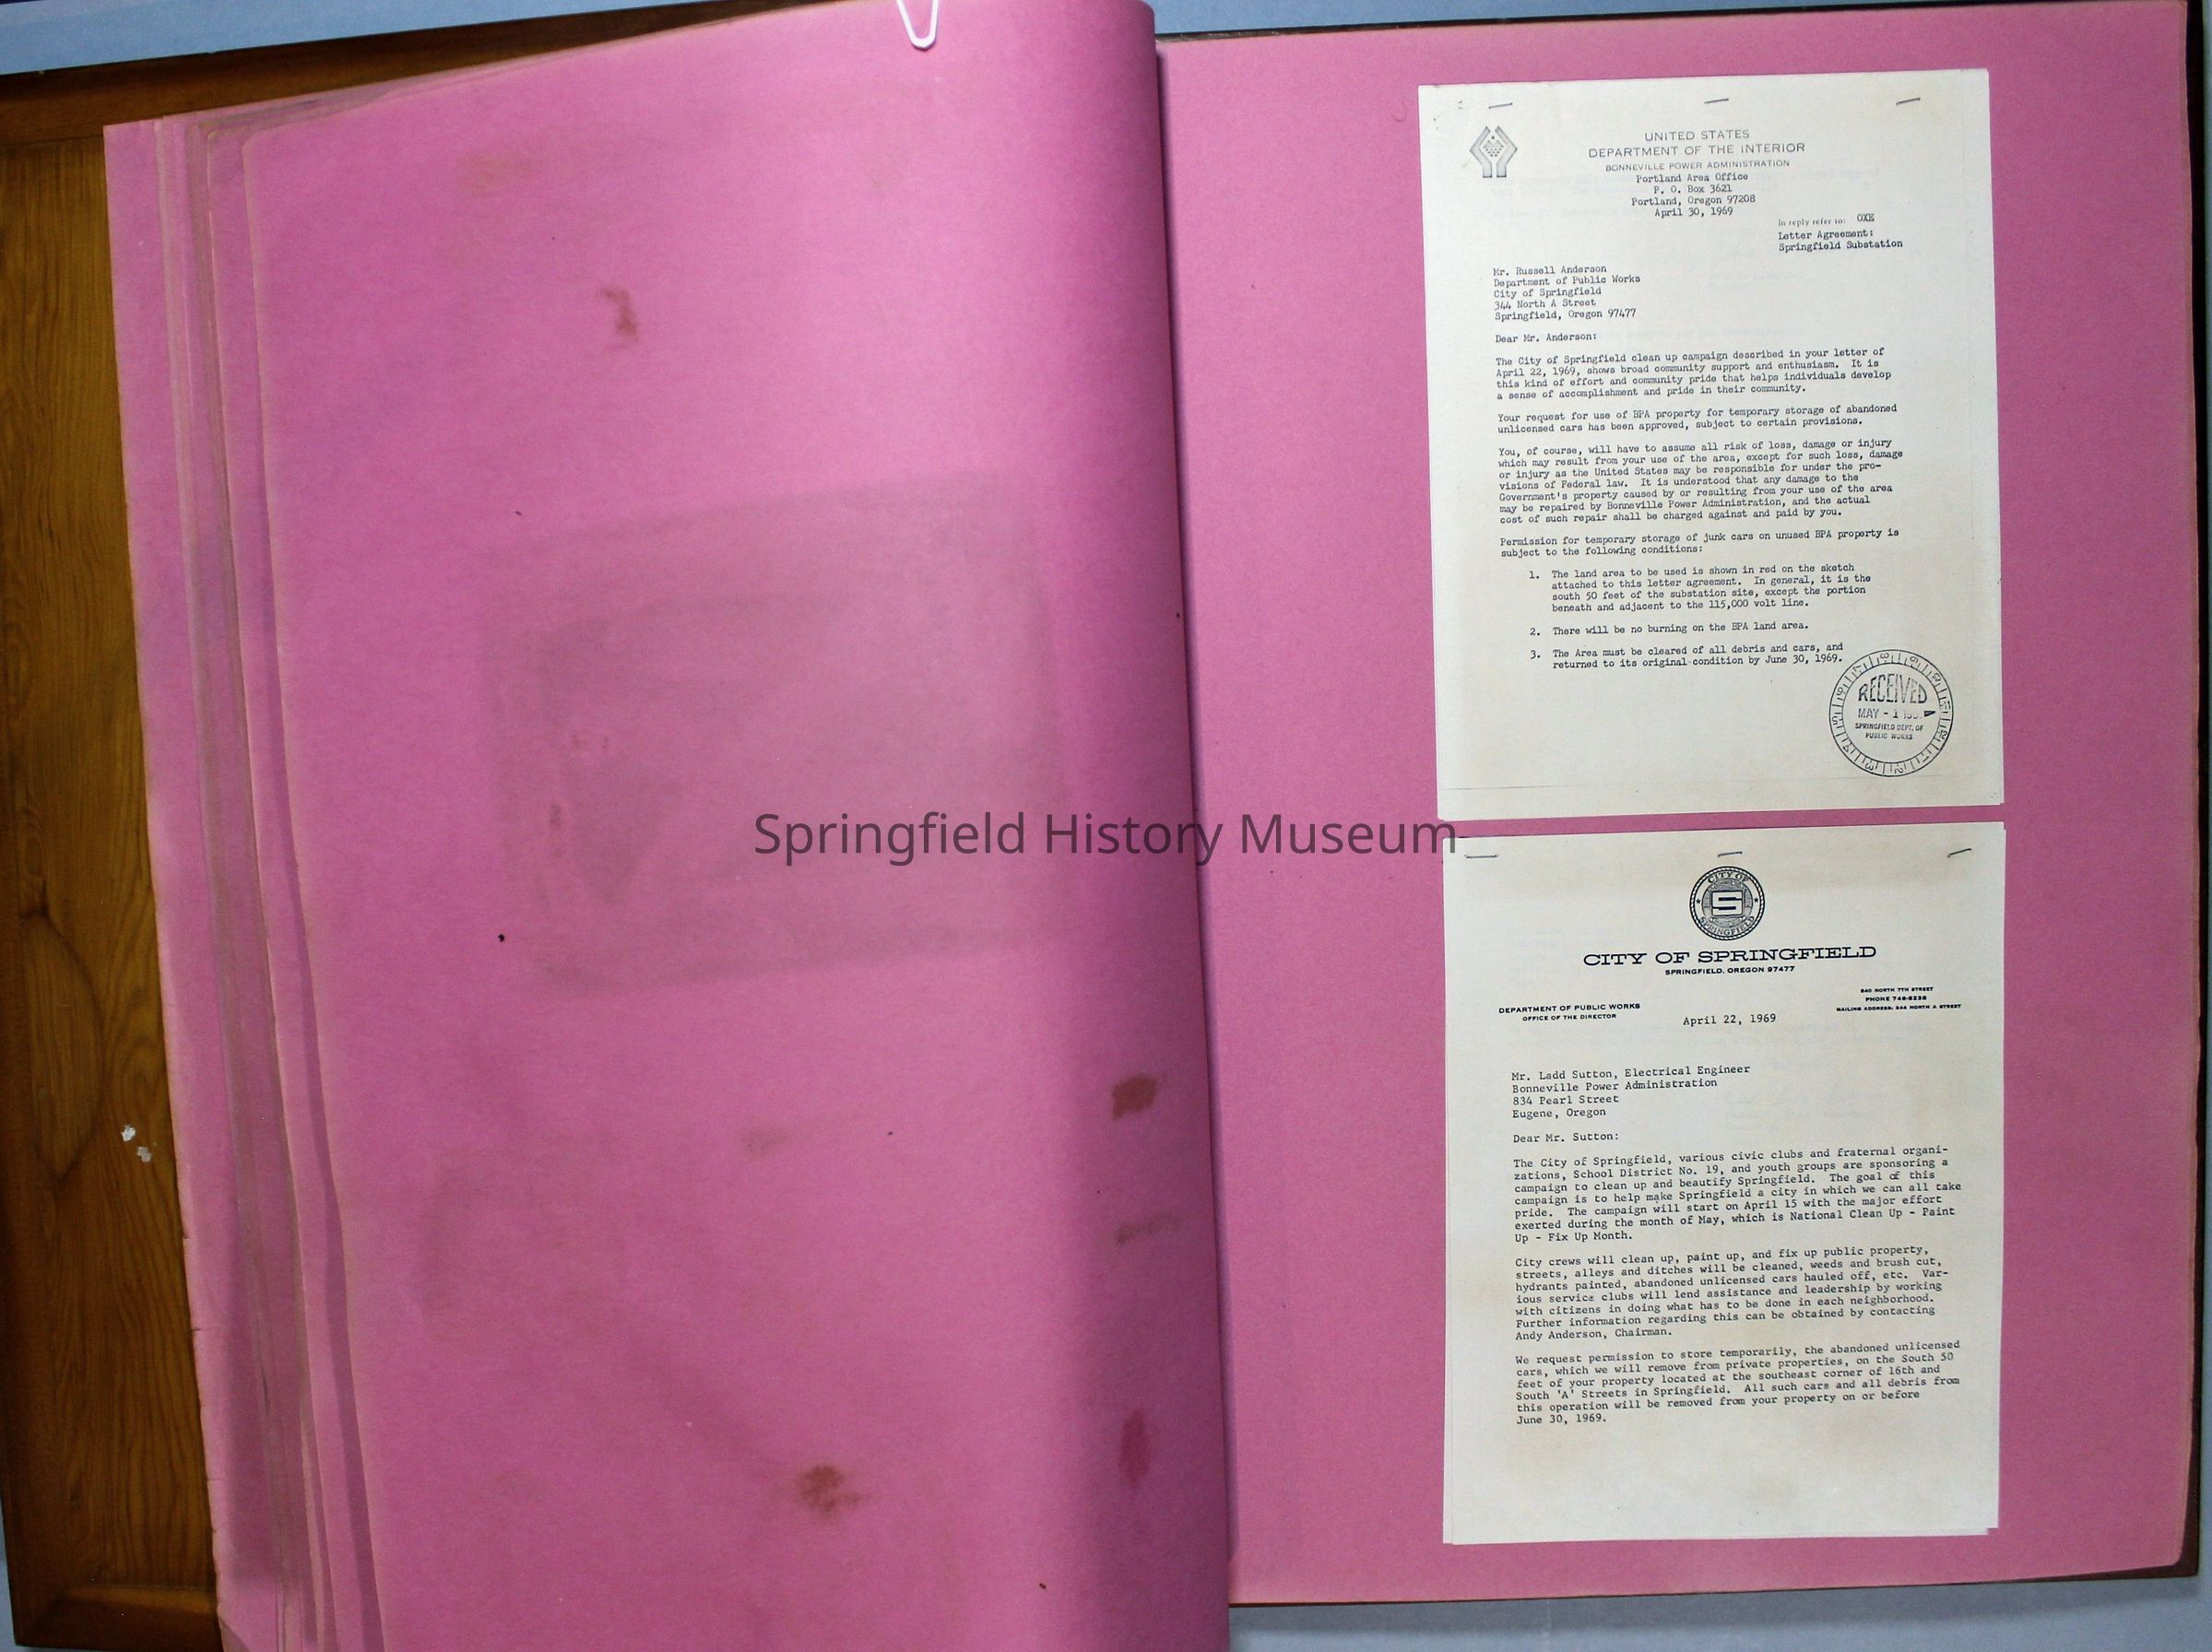 UNITED STATES
DEPARTMENT OF THE INTERIOR
BONNEVILLE POWER ADMINISTRATION
Portland Area Office
P. O. Box 3621
Portland, Oregon 97208
April 30, 1969
In reply refer to: OXE
Letter Agreement:
Springfield Substation
Mr. Russell Anderson
Department of Public Works
City of Springfield
344 North A Street
Springfield, Oregon 97477
Dear Mr. Anderson:
The City of Springfield clean up campaign described in your letter of
April 22, 1969, shows broad community support and enthusiasm. It is
this kind of effort and community pride that helps individuals develop
a sense of accomplishment and pride in their community.
Your request for use of BPA property for temporary storage of abandoned
unlicensed cars has been approved, subject to certain provisions.
You, of course, will have to assume all risk of loss, damage or injury
which may result from your use of the area, except for such loss, damage
or injury as the United States may be responsible for under the pro-
visions of Federal law. It is understood that any damage to the
Government's property caused by or resulting from your use of the area
may be repaired by Bonneville Power Administration, and the actual
cost of such repair shall be charged against and paid by you.
Permission for temporary storage of junk cars on unused BPA property is
subject to the following conditions:
1. The land area to be used is shown in red on the sketch
attached to this letter agreement. In general, it is the
south 50 feet of the substation site, except the portion
beneath and adjacent to the 115,000 volt line.
2. There will be no burning on the BPA land area.
3. The Area must be cleared of all debris and cars, and
returned to its original condition by June 30, 1969.
RECEIVED
MAY - 1
SPRINGFIELD DEPT. OF
PUBLIC WORKS
Springfield History Museum
CITY OF
S
SPRINGFIELD
CITY OF SPRINGFIELD
SPRINGFIELD, OREGON 97477
DEPARTMENT OF PUBLIC WORKS
OFFICE OF THE DIRECTOR
NORTH 7TH STREET
PHONE
MAILING ADDRESS: 344 NORTH A STREET
April 22, 1969
Mr. Ladd Sutton, Electrical Engineer
Bonneville Power Administration
834 Pearl Street
Eugene, Oregon
Dear Mr. Sutton:
The City of Springfield, various civic clubs and fraternal organi-
zations, School District No. 19, and youth groups are sponsoring a
campaign to clean up and beautify Springfield. The goal of this
campaign is to help make Springfield a city in which we can all take
pride. The campaign will start on April 15 with the major effort
exerted during the month of May, which is National Clean Up - Paint
Up - Fix Up Month.
City crews will clean up, paint up, and fix up public property,
streets, alleys and ditches will be cleaned, weeds and brush cut,
hydrants painted, abandoned unlicensed cars hauled off, etc. Var-
ious service clubs will lend assistance and leadership by working
with citizens in doing what has to be done in each neighborhood.
Further information regarding this can be obtained by contacting
Andy Anderson, Chairman.
We request permission to store temporarily, the abandoned unlicensed
cars, which we will remove from private properties, on the South 50
feet of your property located at the southeast corner of 16th and
South 'A' Streets in Springfield. All such cars and all debris from
this operation will be removed from your property on or before
June 30, 1969.